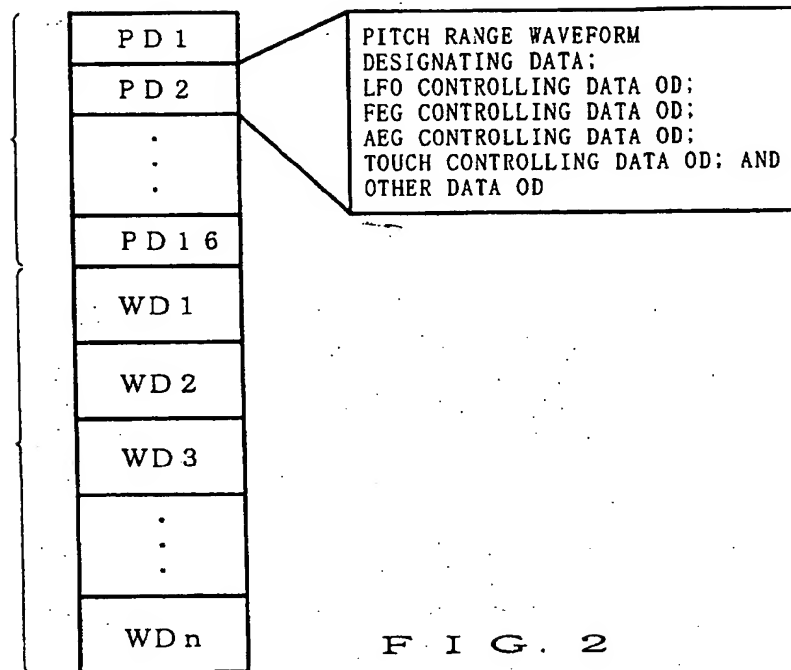 PD1
PD2
PD16
WD1
WD2
WD3
WDn
PITCH RANGE WAVEFORM
DESIGNATING DATA;
LFO CONTROLLING DATA OD;
FEG CONTROLLING DATA OD;
AEG CONTROLLING DATA OD;
TOUCH CONTROLLING DATA OD; AND
OTHER DATA OD
FIG. 2